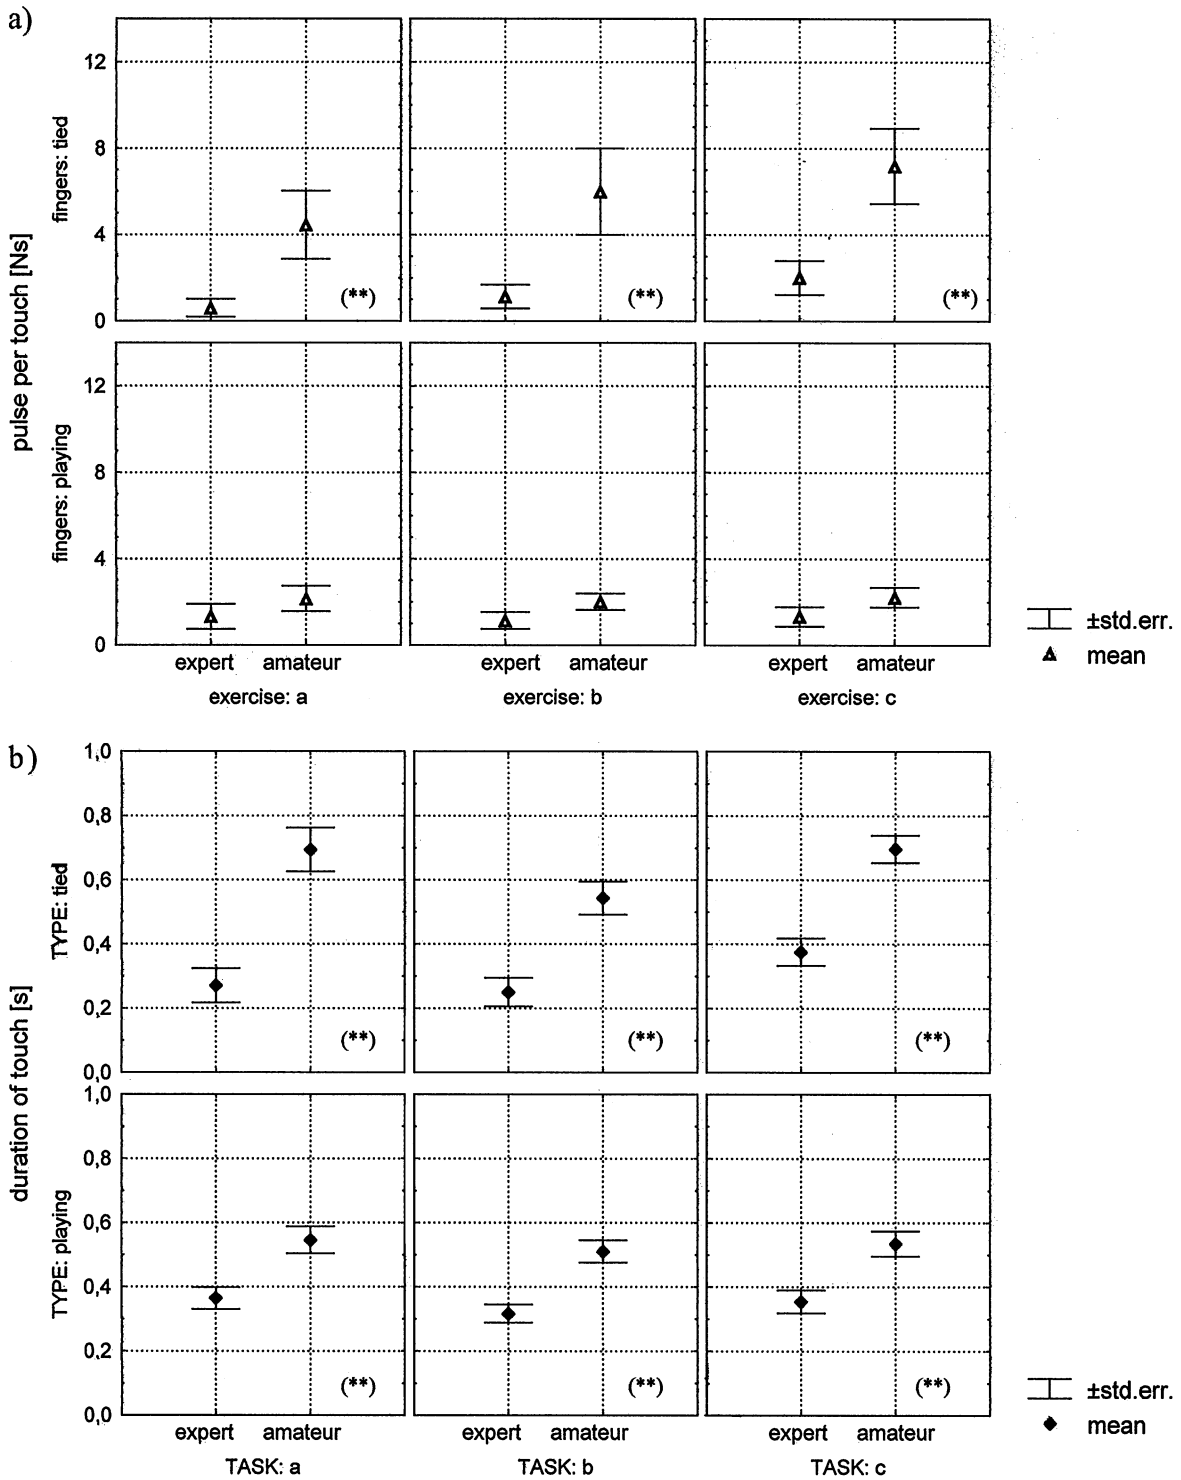 a)
pulse per touch [Ns]
fingers: tied
12
8
4
0
(**)
(**)
(**)
fingers: playing
12
8
4
0
expert amateur
expert amateur
expert amateur
exercise: a
exercise: b
exercise: c
±std.err.
mean
b)
duration of touch [s]
TYPE: tied
1,0
0,8
0,6
0,4
0,2
0,0
(**)
(**)
(**)
TYPE: playing
1,0
0,8
0,6
0,4
0,2
0,0
(**)
(**)
(**)
expert amateur
expert amateur
expert amateur
TASK: a
TASK: b
TASK: c
±std.err.
mean